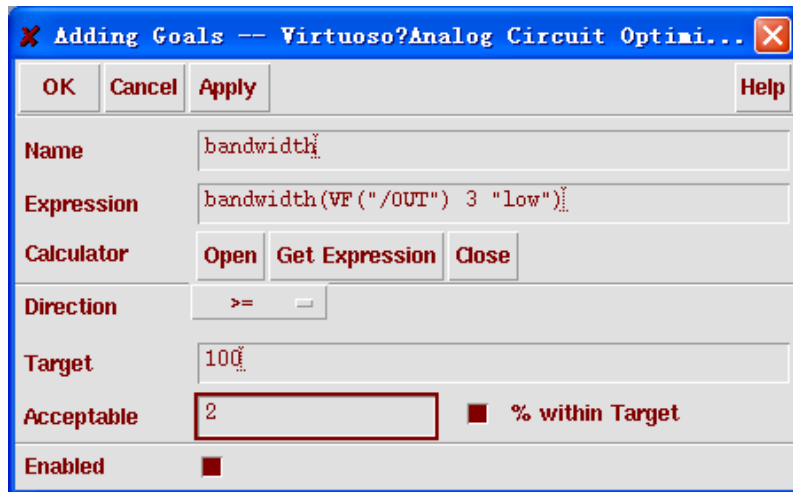 Adding Goals -- Virtuoso?Analog Circuit Optimi...
OK Cancel Apply Help
Name bandwidth
Expression bandwidth(VF("/OUT") 3 "low")
Calculator Open Get Expression Close
Direction >=
Target 100
Acceptable 2 % within Target
Enabled